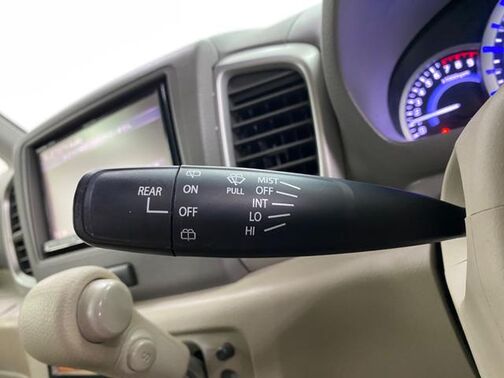 REAR
ON
OFF
PULL
MIST
OFF
INT
LO
HI